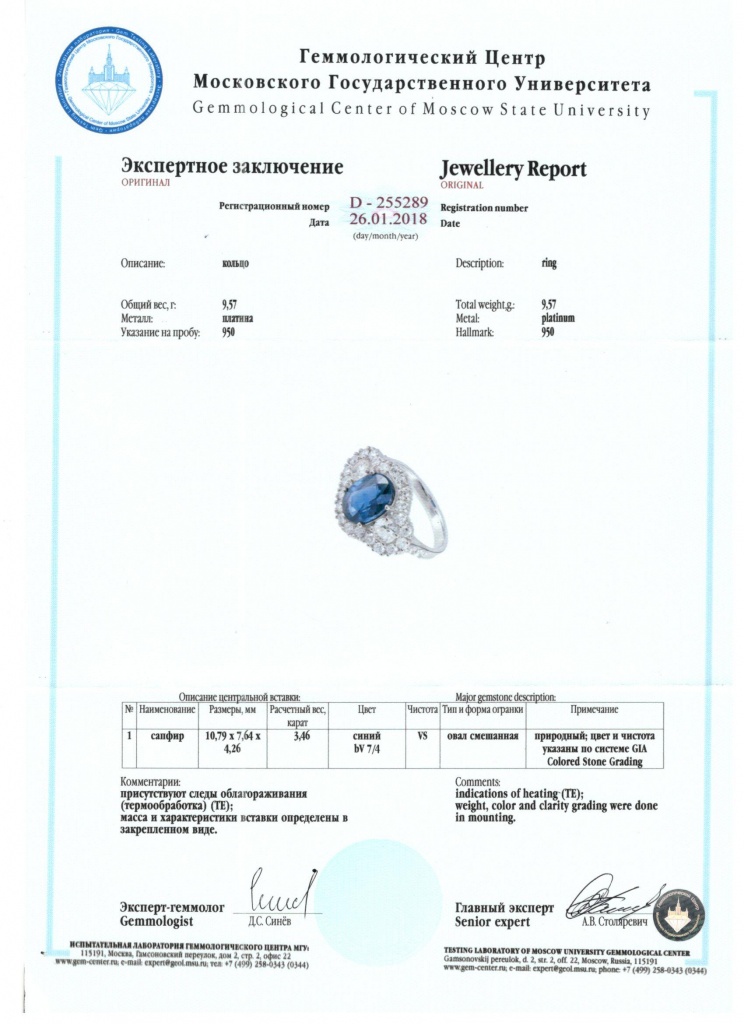 Геммологический Центр
Московского Государственного Университета
Gemmological Center of Moscow State University
Экспертное заключение
ОРИГИНАЛ
Jewellery Report
ORIGINAL
Регистрационный номер D - 255289 Registration number
Дата 26.01.2018 Date
(day/month/year)
Описание: кольцо Description: ring
Общий вес, г: 9,57 Total weight,g.: 9,57
Металл: платина Metal: platinum
Указание на пробу: 950 Hallmark: 950
Описание центральной вставки: Major gemstone description:
№ Наименование Размеры, мм Расчетный вес, карат Цвет Чистота Тип и форма огранки Примечание
1 сапфир 10,79 х 7,64 х 4,26 3,46 синий bV 7/4 VS овал смешанная природный; цвет и чистота указаны по системе GIA Colored Stone Grading
Комментарии:
присутствуют следы облагораживания
(термообработка) (TE);
масса и характеристики вставки определены в
закрепленном виде.
Comments:
indications of heating (TE);
weight, color and clarity grading were done
in mounting.
Эксперт-геммолог
Gemmologist Д.С. Синёв
Главный эксперт
Senior expert А.В. Столяревич
ИСПЫТАТЕЛЬНАЯ ЛАБОРАТОРИЯ ГЕММОЛОГИЧЕСКОГО ЦЕНТРА МГУ:
115191, Москва, Гамсоновский переулок, дом 2, стр. 2, офис 22
www.gem-center.ru; e-mail: expert@geol.msu.ru; тел: +7 (499) 258-0343 (0344)
TESTING LABORATORY OF MOSCOW UNIVERSITY GEMMOLOGICAL CENTER
Gamsonovskij pereulok, d. 2, str. 2, off. 22, Moscow, Russia, 115191
www.gem-center.ru; e-mail: expert@geol.msu.ru; phone: +7 (499) 258-0343 (0344)